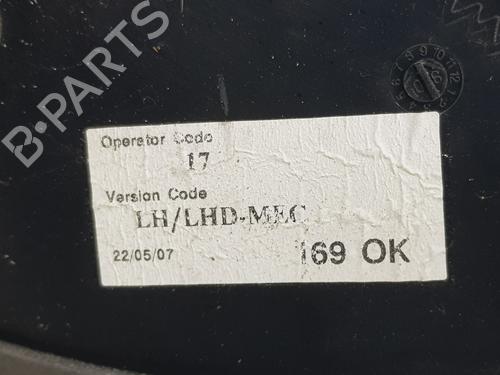 B-PARTS
Operator Code
17
Version Code
LH/LHD-MEC
22/05/07
169 OK